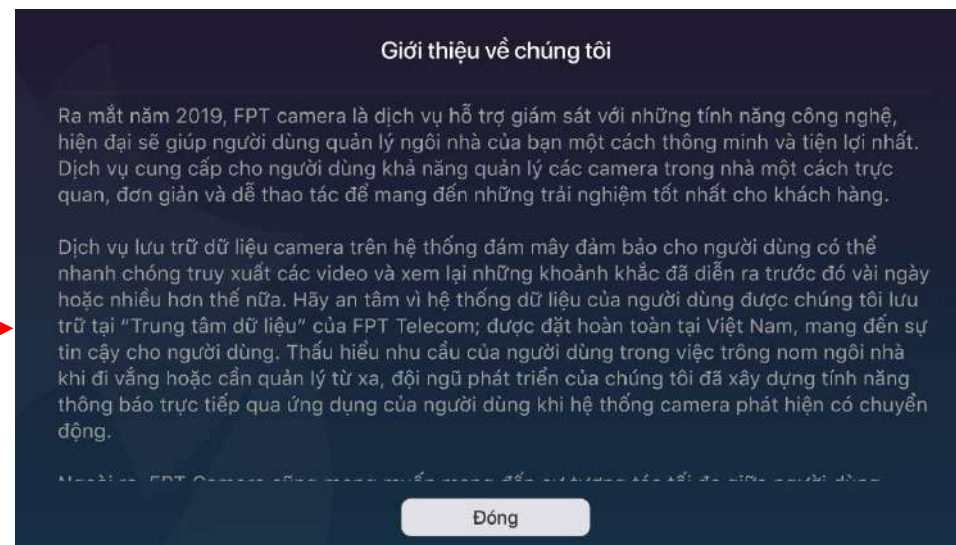 Giới thiệu về chúng tôi
Ra mắt năm 2019, FPT camera là dịch vụ hỗ trợ giám sát với những tính năng công nghệ,
hiện đại sẽ giúp người dùng quản lý ngôi nhà của bạn một cách thông minh và tiện lợi nhất.
Dịch vụ cung cấp cho người dùng khả năng quản lý các camera trong nhà một cách trực
quan, đơn giản và dễ thao tác để mang đến những trải nghiệm tốt nhất cho khách hàng.
Dịch vụ lưu trữ dữ liệu camera trên hệ thống đám mây đảm bảo cho người dùng có thể
nhanh chóng truy xuất các video và xem lại những khoảnh khắc đã diễn ra trước đó vài ngày
hoặc nhiều hơn thế nữa. Hãy an tâm vì hệ thống dữ liệu của người dùng được chúng tôi lưu
trữ tại "Trung tâm dữ liệu" của FPT Telecom; được đặt hoàn toàn tại Việt Nam, mang đến sự
tin cậy cho người dùng. Thấu hiểu nhu cầu của người dùng trong việc trông nom ngôi nhà
khi đi vắng hoặc cần quản lý từ xa, đội ngũ phát triển của chúng tôi đã xây dựng tính năng
thông báo trực tiếp qua ứng dụng của người dùng khi hệ thống camera phát hiện có chuyển
động.
Đóng